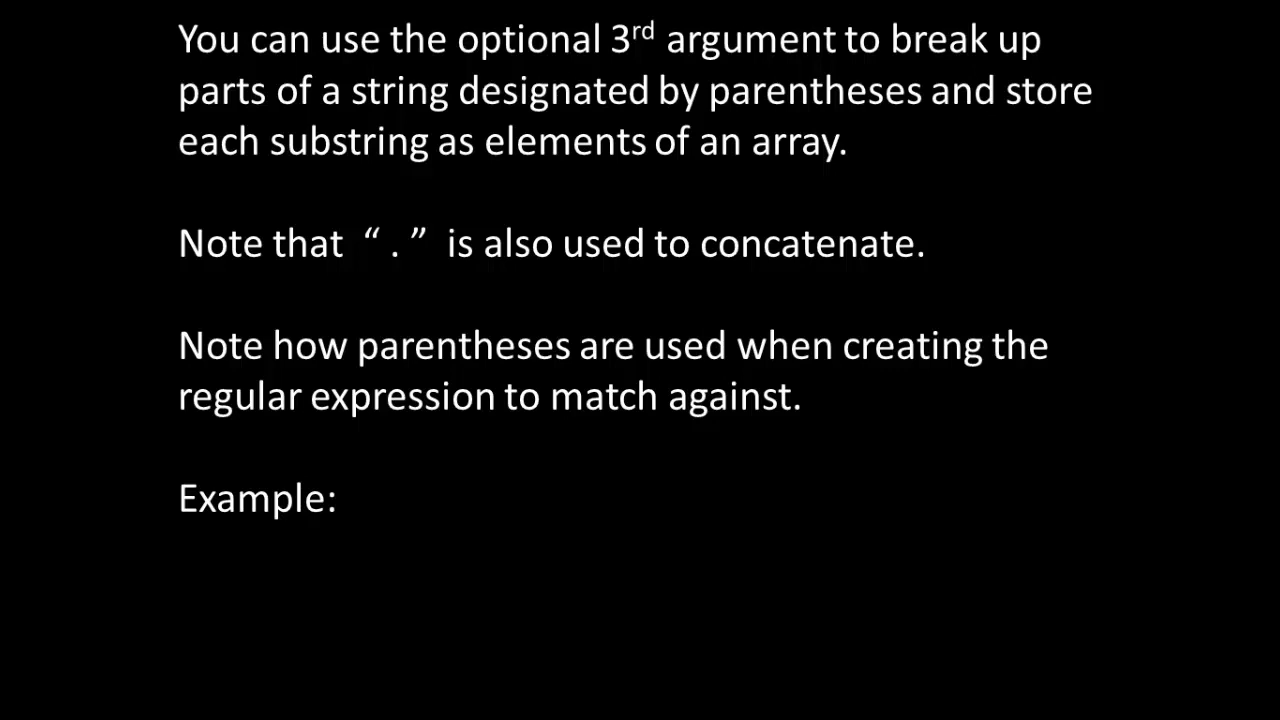 You can use the optional 3rd argument to break up
parts of a string designated by parentheses and store
each substring as elements of an array.
Note that “ . ” is also used to concatenate.
Note how parentheses are used when creating the
regular expression to match against.
Example: